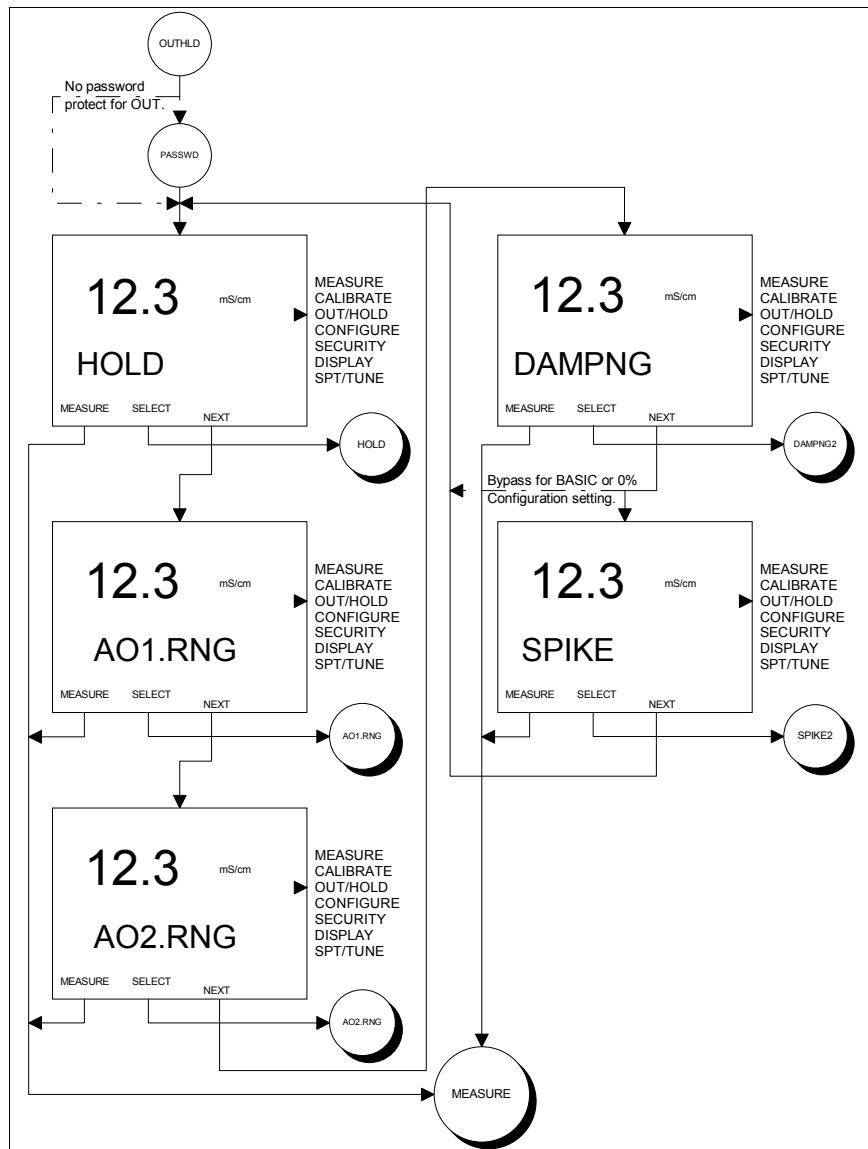 OUTHLD
No password
protect for OUT.
PASSWD
12.3 mS/cm
HOLD
MEASURE SELECT NEXT
MEASURE
CALIBRATE
OUT/HOLD
CONFIGURE
SECURITY
DISPLAY
SPT/TUNE
HOLD
12.3 mS/cm
AO1.RNG
MEASURE SELECT NEXT
MEASURE
CALIBRATE
OUT/HOLD
CONFIGURE
SECURITY
DISPLAY
SPT/TUNE
AO1.RNG
12.3 mS/cm
AO2.RNG
MEASURE SELECT NEXT
MEASURE
CALIBRATE
OUT/HOLD
CONFIGURE
SECURITY
DISPLAY
SPT/TUNE
AO2.RNG
12.3 mS/cm
DAMPNG
MEASURE SELECT NEXT
MEASURE
CALIBRATE
OUT/HOLD
CONFIGURE
SECURITY
DISPLAY
SPT/TUNE
DAMPNG2
Bypass for BASIC or 0%
Configuration setting.
12.3 mS/cm
SPIKE
MEASURE SELECT NEXT
MEASURE
CALIBRATE
OUT/HOLD
CONFIGURE
SECURITY
DISPLAY
SPT/TUNE
SPIKE2
MEASURE